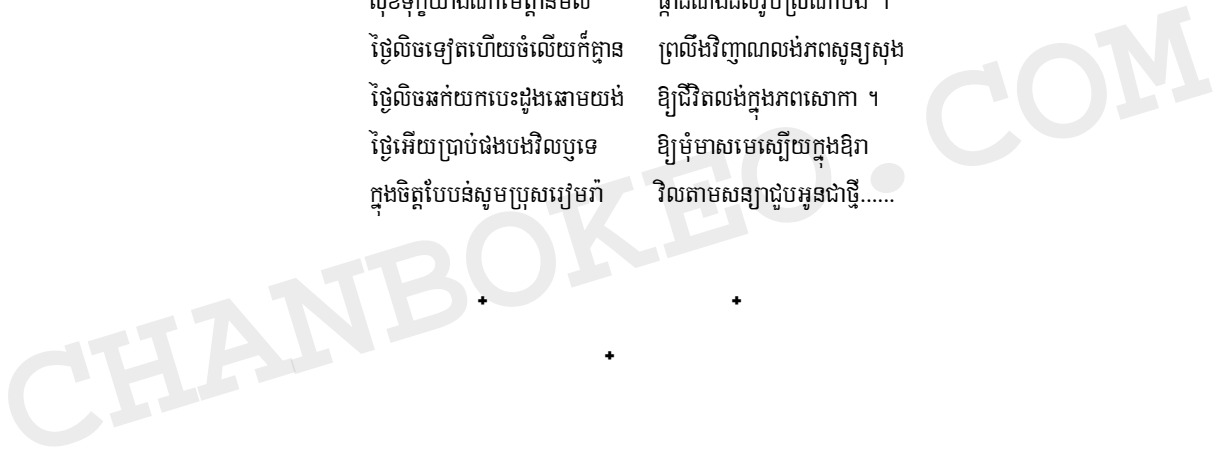 ថ្ងៃលិចទៀតហើយចំលើយក៏គ្មាន ព្រលឹងវិញ្ញាណលង់ភពសូន្យសុង
ថ្ងៃលិចឆក់យកបេះដូងឆោមយង់ ឱ្យជីវិតលង់ក្នុងភពសោកា ។
ថ្ងៃអើយប្រាប់ផងបងវិលប្ញទេ ឱ្យមុំមាសមេស្បើយក្នុងឱរា
ក្នុងចិត្តបែបបន់សូមប្រុសរៀមរ៉ា វិលតាមសន្យាជួបអូនជាថ្មី......
CHANBOKEO.COM